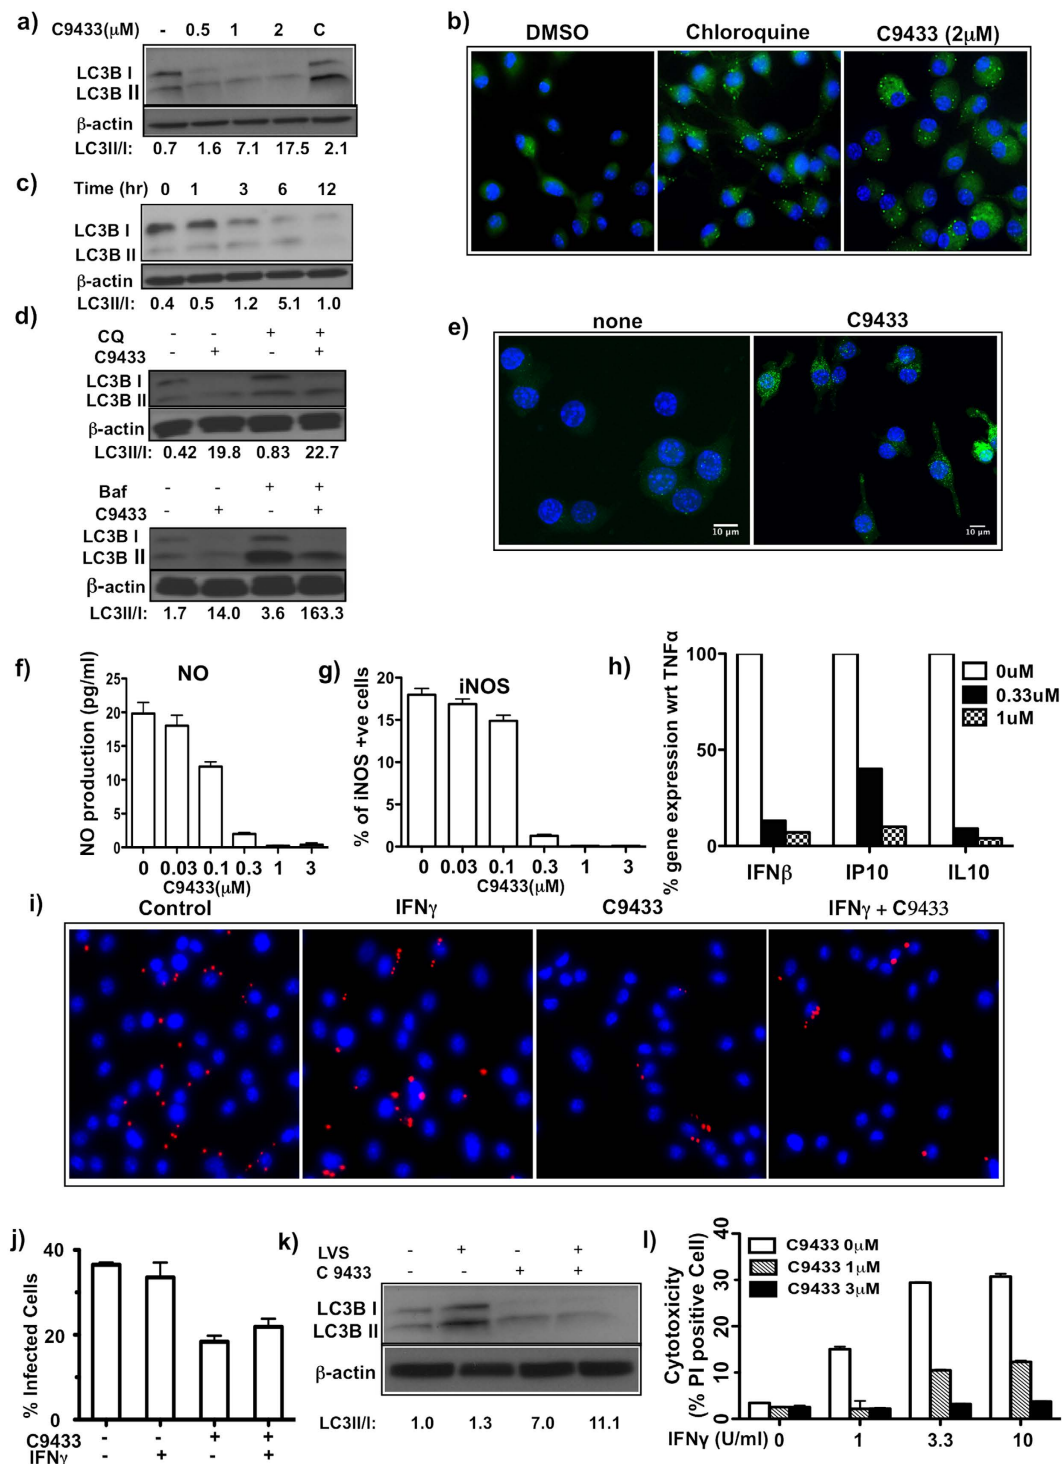 a)
C9433(μM) - 0.5 1 2 C
LC3B I
LC3B II
β-actin
LC3II/I: 0.7 1.6 7.1 17.5 2.1
b)
DMSO Chloroquine C9433 (2μM)
c)
Time (hr) 0 1 3 6 12
LC3B I
LC3B II
β-actin
LC3II/I: 0.4 0.5 1.2 5.1 1.0
d)
CQ - - + +
C9433 - + - +
LC3B I
LC3B II
β-actin
LC3II/I: 0.42 19.8 0.83 22.7
Baf - - + +
C9433 - + - +
LC3B I
LC3B II
β-actin
LC3II/I: 1.7 14.0 3.6 163.3
e)
none C9433
10 μm 10 μm
f)
NO
NO production (pg/ml)
25
20
15
10
5
0
0 0.03 0.1 0.3 1 3
C9433(μM)
g)
iNOS
% of iNOS +ve cells
20
15
10
5
0
0 0.03 0.1 0.3 1 3
C9433(μM)
h)
% gene expression wrt TNFα
100
50
0
IFNβ IP10 IL10
0uM
0.33uM
1uM
i)
Control IFNγ C9433 IFNγ + C9433
j)
% Infected Cells
40
20
0
C9433 - - + +
IFNγ - + - +
k)
LVS - + - +
C 9433 - - + +
LC3B I
LC3B II
β-actin
LC3II/I: 1.0 1.3 7.0 11.1
l)
Cytotoxicity
(% PI positive Cell)
40
30
20
10
0
C9433 0μM
C9433 1μM
C9433 3μM
IFNγ (U/ml) 0 1 3.3 10